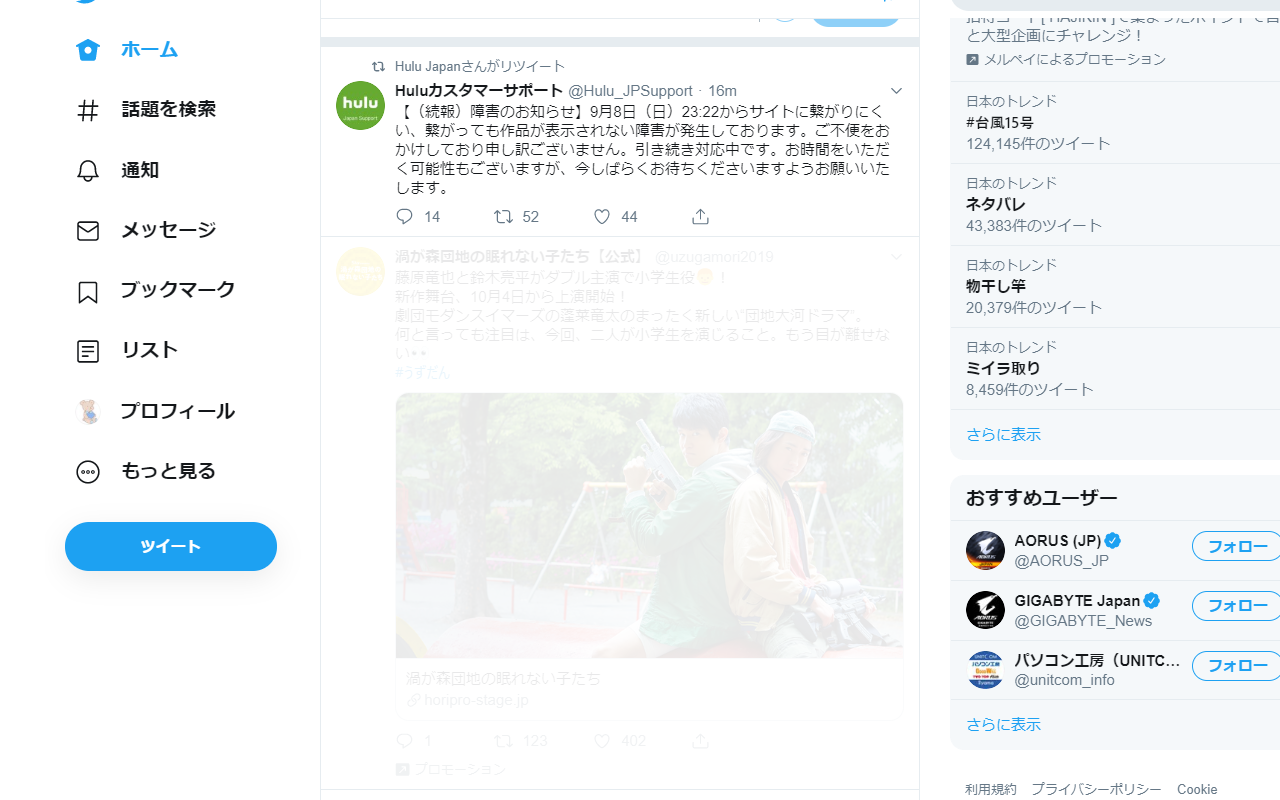 ホーム
話題を検索
通知
メッセージ
ブックマーク
リスト
プロフィール
もっと見る
ツイート
Hulu Japanさんがリツイート
hulu
Japan Support
Huluカスタマーサポート @Hulu_JPSupport · 16m
【（続報）障害のお知らせ】9月8日（日）23:22からサイトに繋がりにく
い、繋がっても作品が表示されない障害が発生しております。ご不便をお
かけしており申し訳ございません。引き続き対応中です。お時間をいただ
く可能性もございますが、今しばらくお待ちくださいますようお願いいた
します。
14 52 44
渦が森団地の眠れない子たち【公式】 @uzugamori2019
藤原竜也と鈴木亮平がダブル主演で小学生役！
新作舞台、10月4日から上演開始！
劇団モダンスイマーズの蓬莱竜太のまったく新しい"団地大河ドラマ"。
何と言っても注目は、今回、二人が小学生を演じること。もう目が離せな
い
#うずだん
渦が森団地の眠れない子たち
horipro-stage.jp
1 123 402
プロモーション
と大型企画にチャレンジ！
メルペイによるプロモーション
日本のトレンド
#台風15号
124,145件のツイート
日本のトレンド
ネタバレ
43,383件のツイート
日本のトレンド
物干し竿
20,379件のツイート
日本のトレンド
ミイラ取り
8,459件のツイート
さらに表示
おすすめユーザー
AORUS (JP)
@AORUS_JP
フォロー
GIGABYTE Japan
@GIGABYTE_News
フォロー
パソコン工房（UNITC…
@unitcom_info
フォロー
さらに表示
利用規約 プライバシーポリシー Cookie